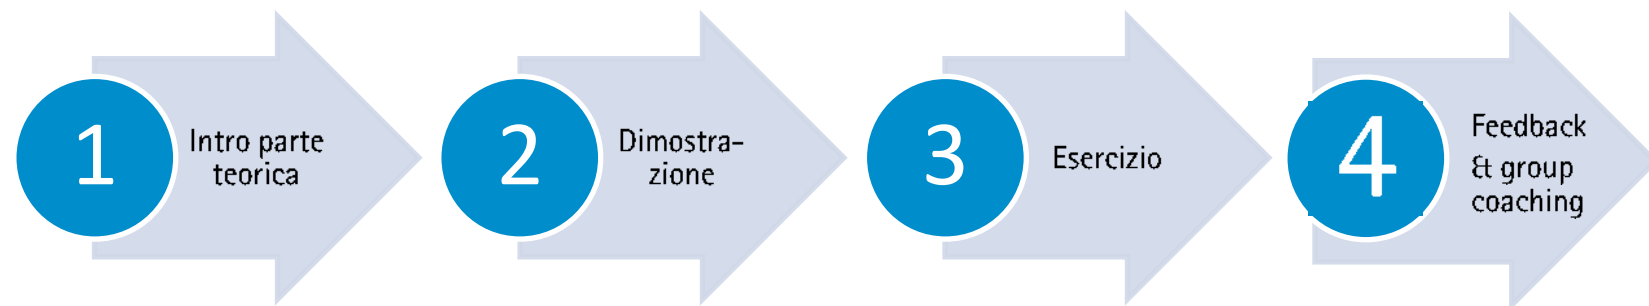 1
Intro parte
teorica
2
Dimostra-
zione
3
Esercizio
4
Feedback
& group
coaching